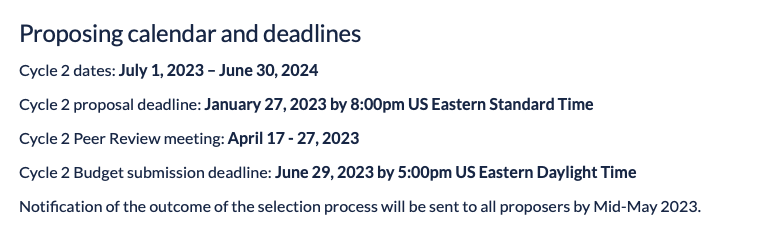 Proposing calendar and deadlines
Cycle 2 dates: July 1, 2023 – June 30, 2024
Cycle 2 proposal deadline: January 27, 2023 by 8:00pm US Eastern Standard Time
Cycle 2 Peer Review meeting: April 17 - 27, 2023
Cycle 2 Budget submission deadline: June 29, 2023 by 5:00pm US Eastern Daylight Time
Notification of the outcome of the selection process will be sent to all proposers by Mid-May 2023.